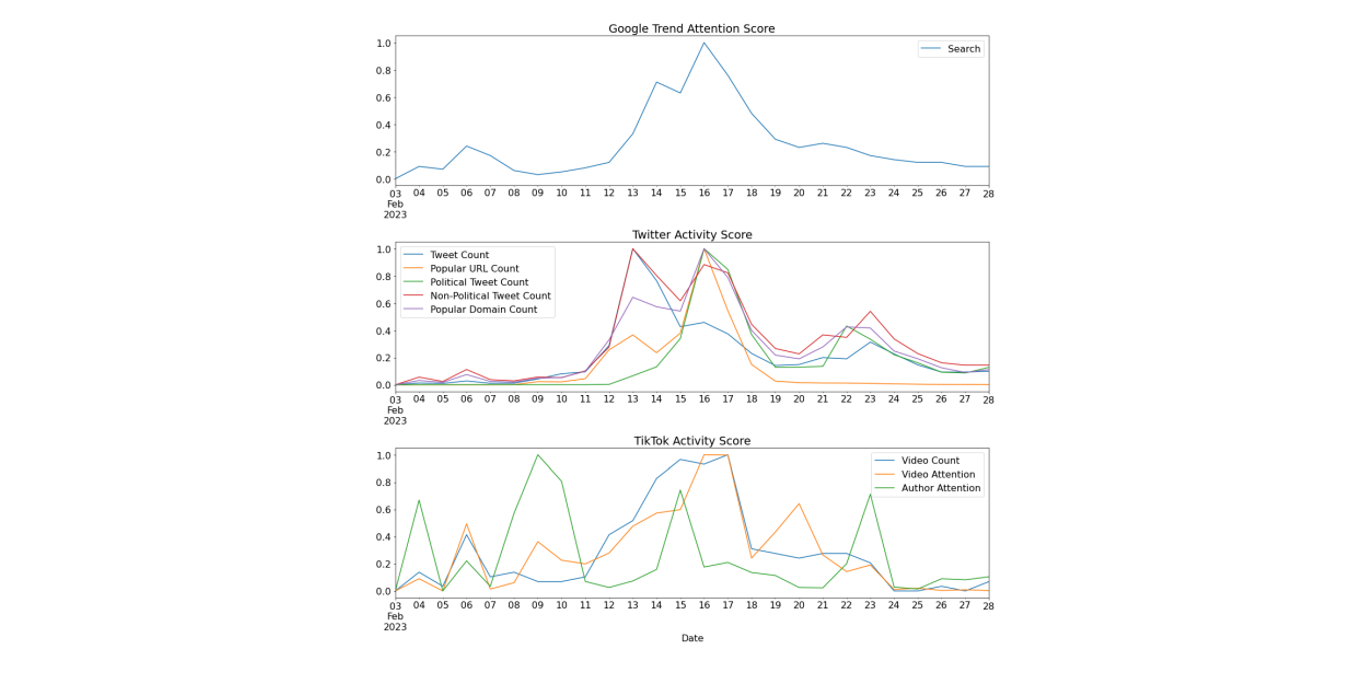 Google Trend Attention Score
1.0
0.8
0.6
0.4
0.2
0.0
Search
03 04 05 06 07 08 09 10 11 12 13 14 15 16 17 18 19 20 21 22 23 24 25 26 27 28
Feb
2023
Twitter Activity Score
1.0
0.8
0.6
0.4
0.2
0.0
Tweet Count
Popular URL Count
Political Tweet Count
Non-Political Tweet Count
Popular Domain Count
03 04 05 06 07 08 09 10 11 12 13 14 15 16 17 18 19 20 21 22 23 24 25 26 27 28
Feb
2023
TikTok Activity Score
1.0
0.8
0.6
0.4
0.2
0.0
Video Count
Video Attention
Author Attention
03 04 05 06 07 08 09 10 11 12 13 14 15 16 17 18 19 20 21 22 23 24 25 26 27 28
Feb
2023
Date